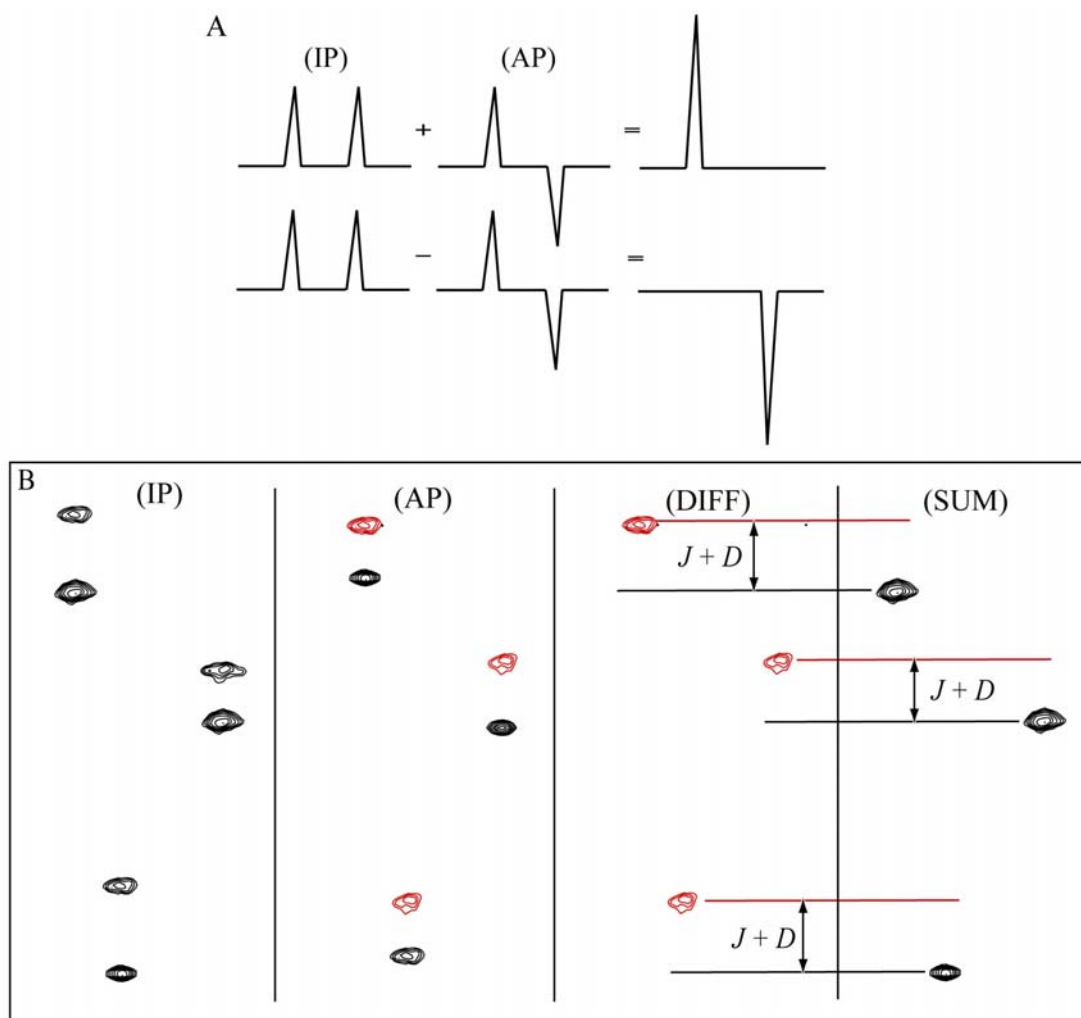 A
(IP) (AP)
+ =
− =
B
(IP) (AP) (DIFF) (SUM)
J + D
J + D
J + D